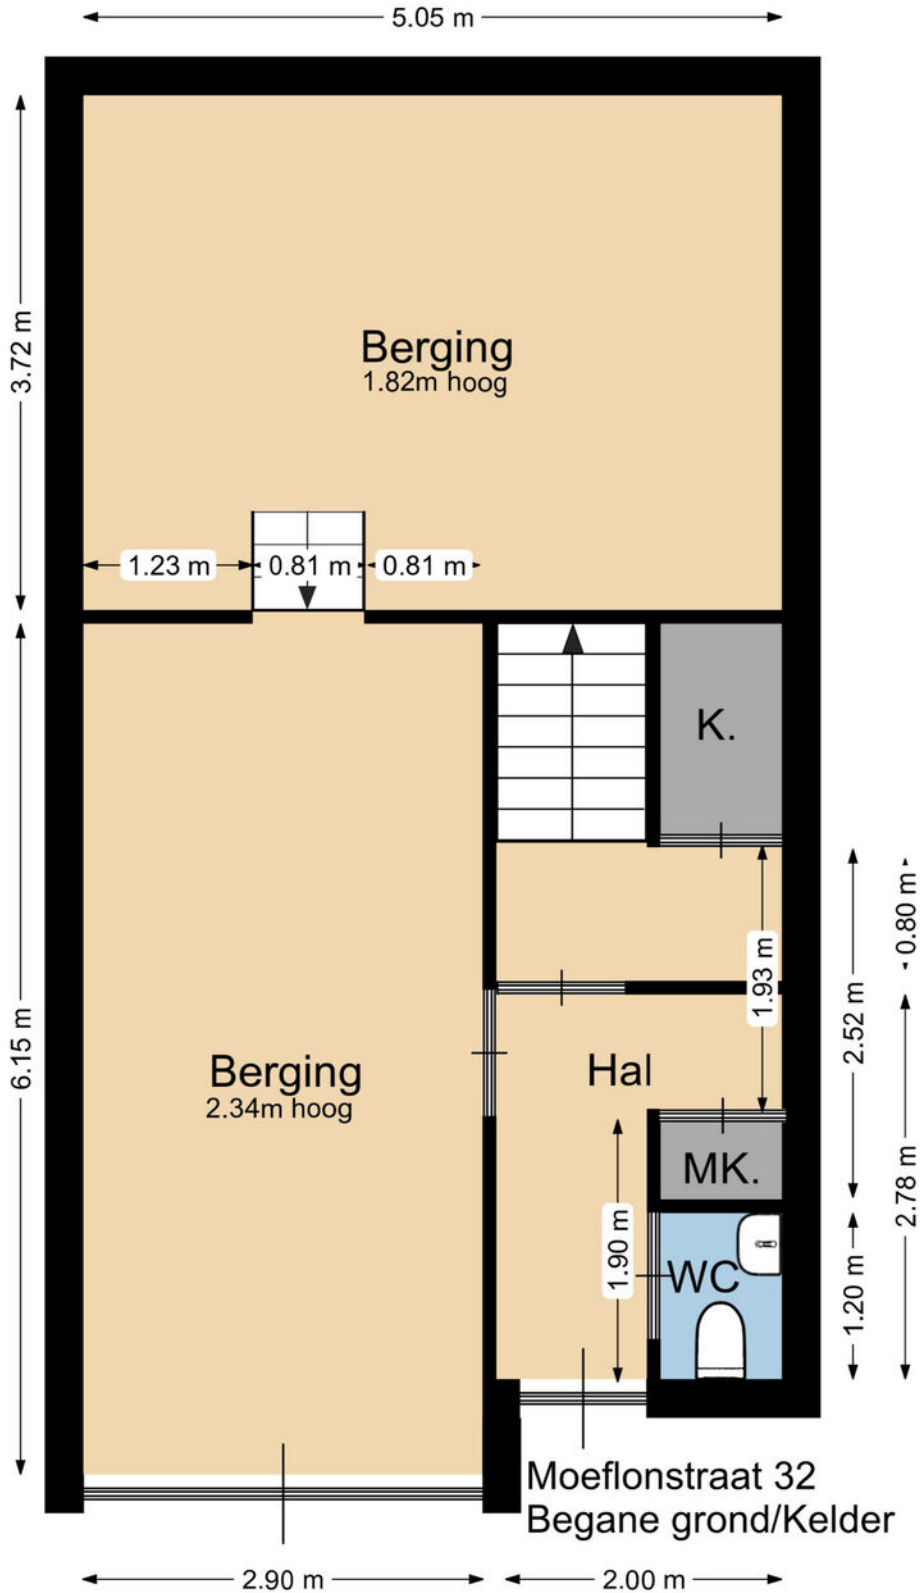 5.05 m
3.72 m
Berging
1.82m hoog
1.23 m
0.81 m
0.81 m
K.
0.80 m
1.93 m
2.52 m
6.15 m
Berging
2.34m hoog
Hal
MK.
2.78 m
1.90 m
WC
1.20 m
Moeflonstraat 32
Begane grond/Kelder
2.90 m
2.00 m